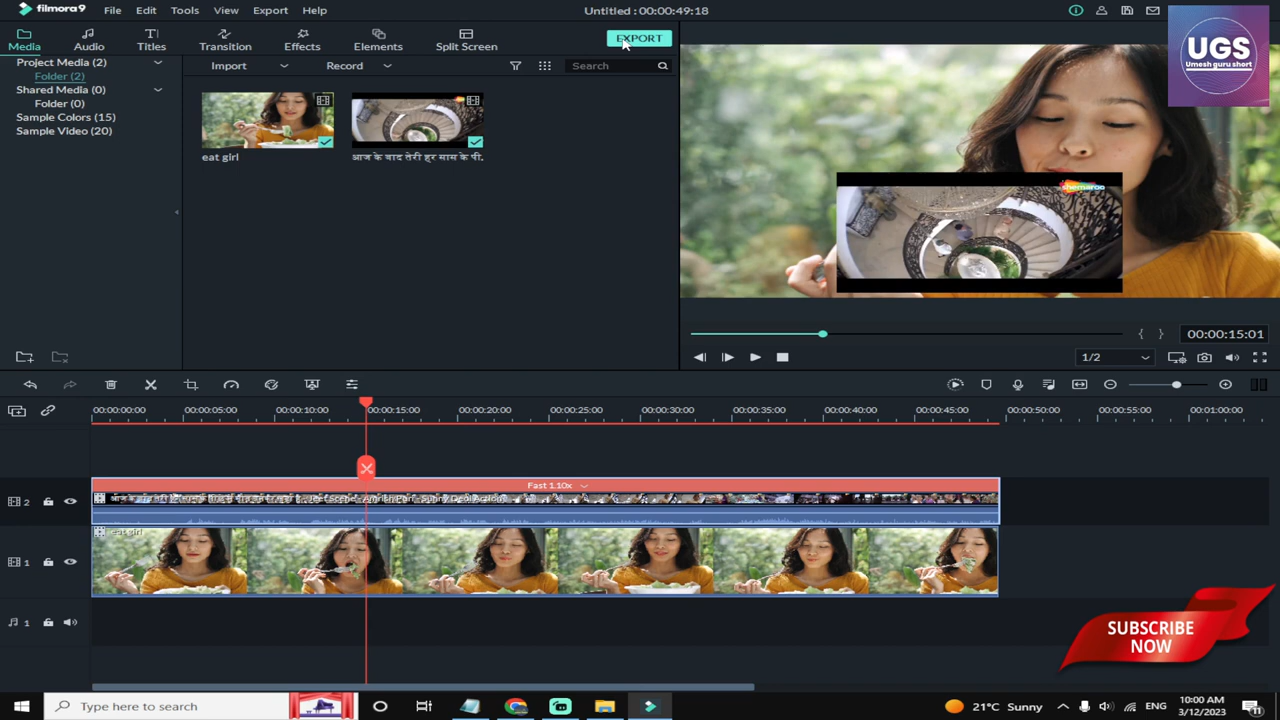 filmora9 File Edit Tools View Export Help Untitled : 00:00:49:18
Media Audio Titles Transition Effects Elements Split Screen EXPORT
UGS
Umesh guru short
Project Media (2)
Folder (2)
Shared Media (0)
Folder (0)
Sample Colors (15)
Sample Video (20)
Import Record Search
eat girl
आज के बाद तेरी हर सास के पी.
shemaroo
00:00:15:01
1/2
00:00:00:00 00:00:05:00 00:00:10:00 00:00:15:00 00:00:20:00 00:00:25:00 00:00:30:00 00:00:35:00 00:00:40:00 00:00:45:00 00:00:50:00 00:00:55:00 00:01:00:00
Fast 1.10x
2
eat girl
1
1
SUBSCRIBE
NOW
Type here to search
21°C Sunny ENG
10:00 AM
3/12/2023